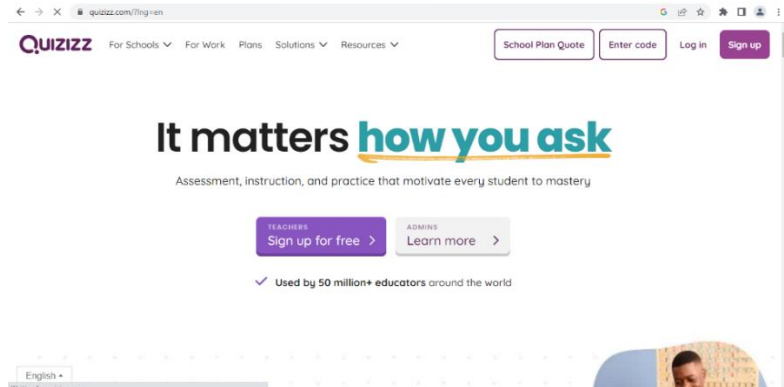 quizizz.com/?lng=en
QUIZIZZ For Schools For Work Plans Solutions Resources School Plan Quote Enter code Log in Sign up
It matters how you ask
Assessment, instruction, and practice that motivate every student to mastery
TEACHERS
Sign up for free
ADMINS
Learn more
Used by 50 million+ educators around the world
English